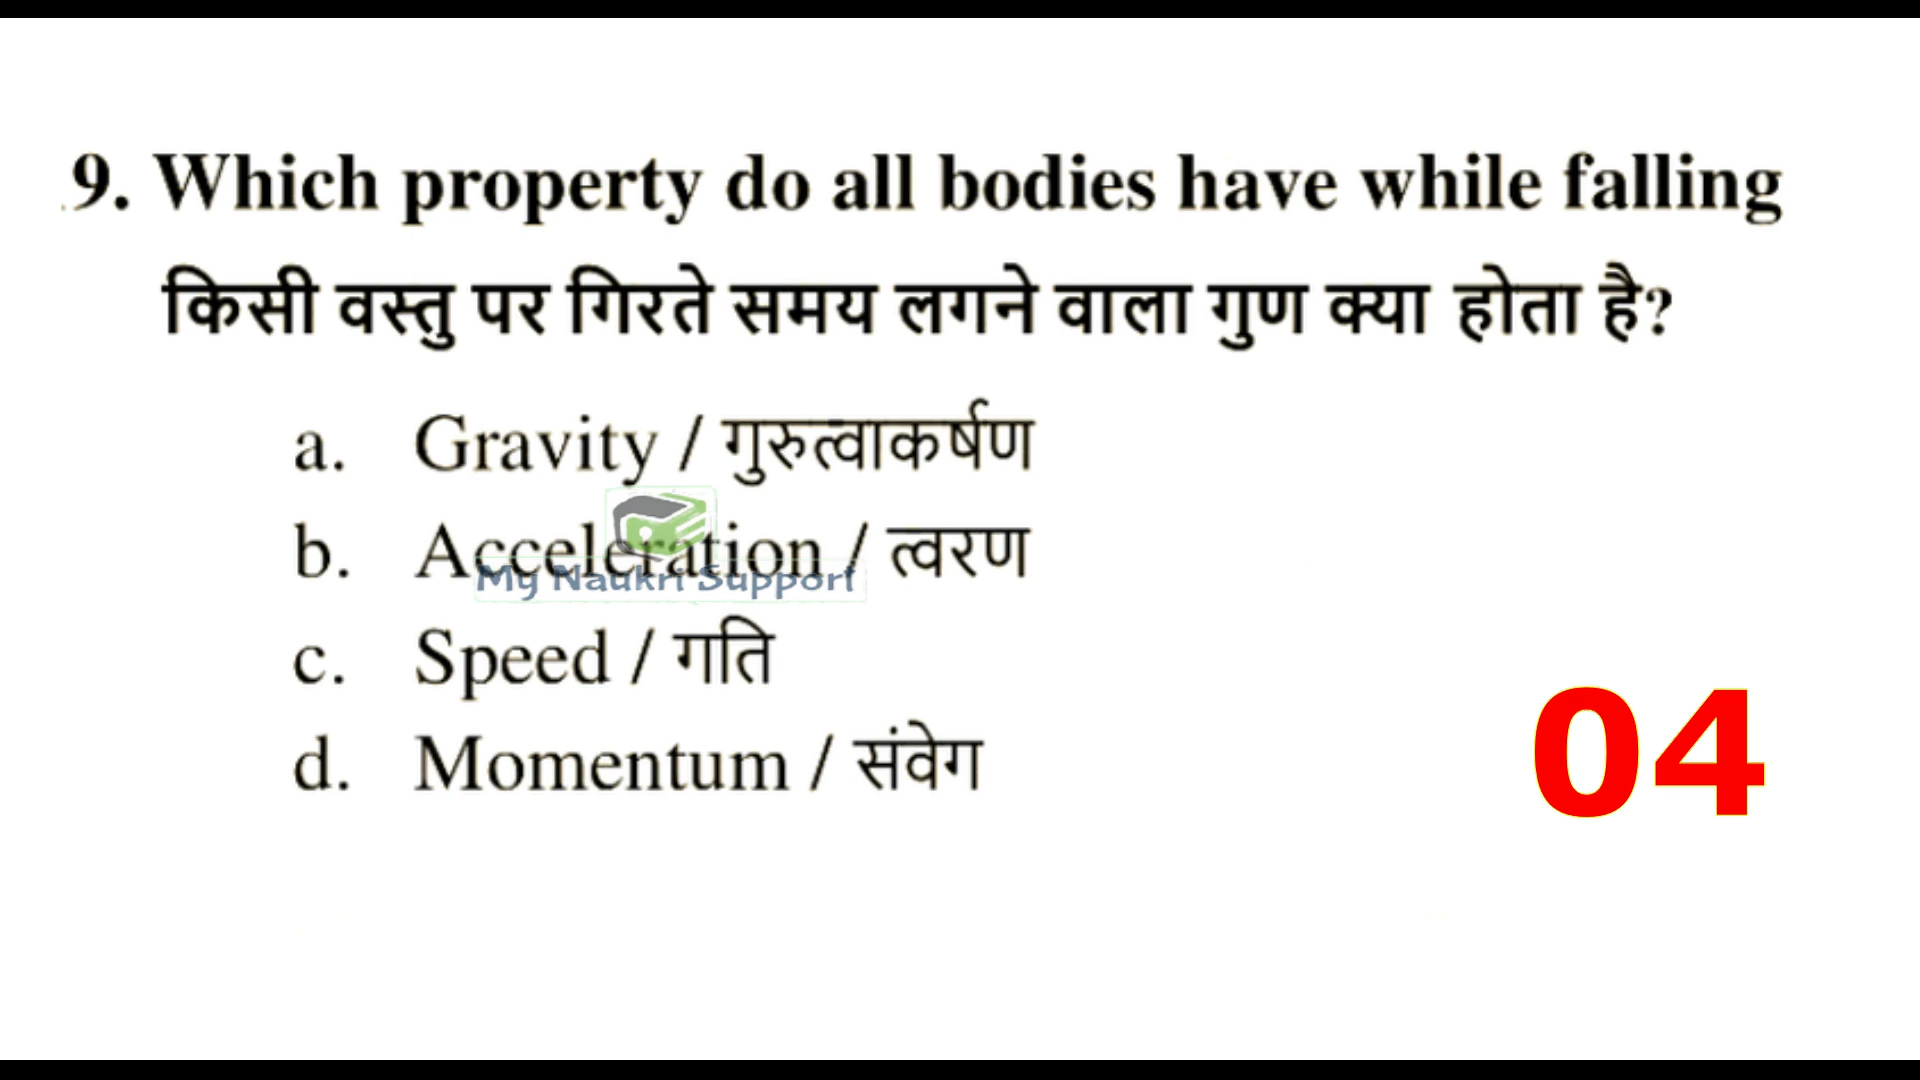 9. Which property do all bodies have while falling
किसी वस्तु पर गिरते समय लगने वाला गुण क्या होता है?
a. Gravity / गुरुत्वाकर्षण
b. Acceleration / त्वरण
My Naukri Support
c. Speed / गति
d. Momentum / संवेग
04